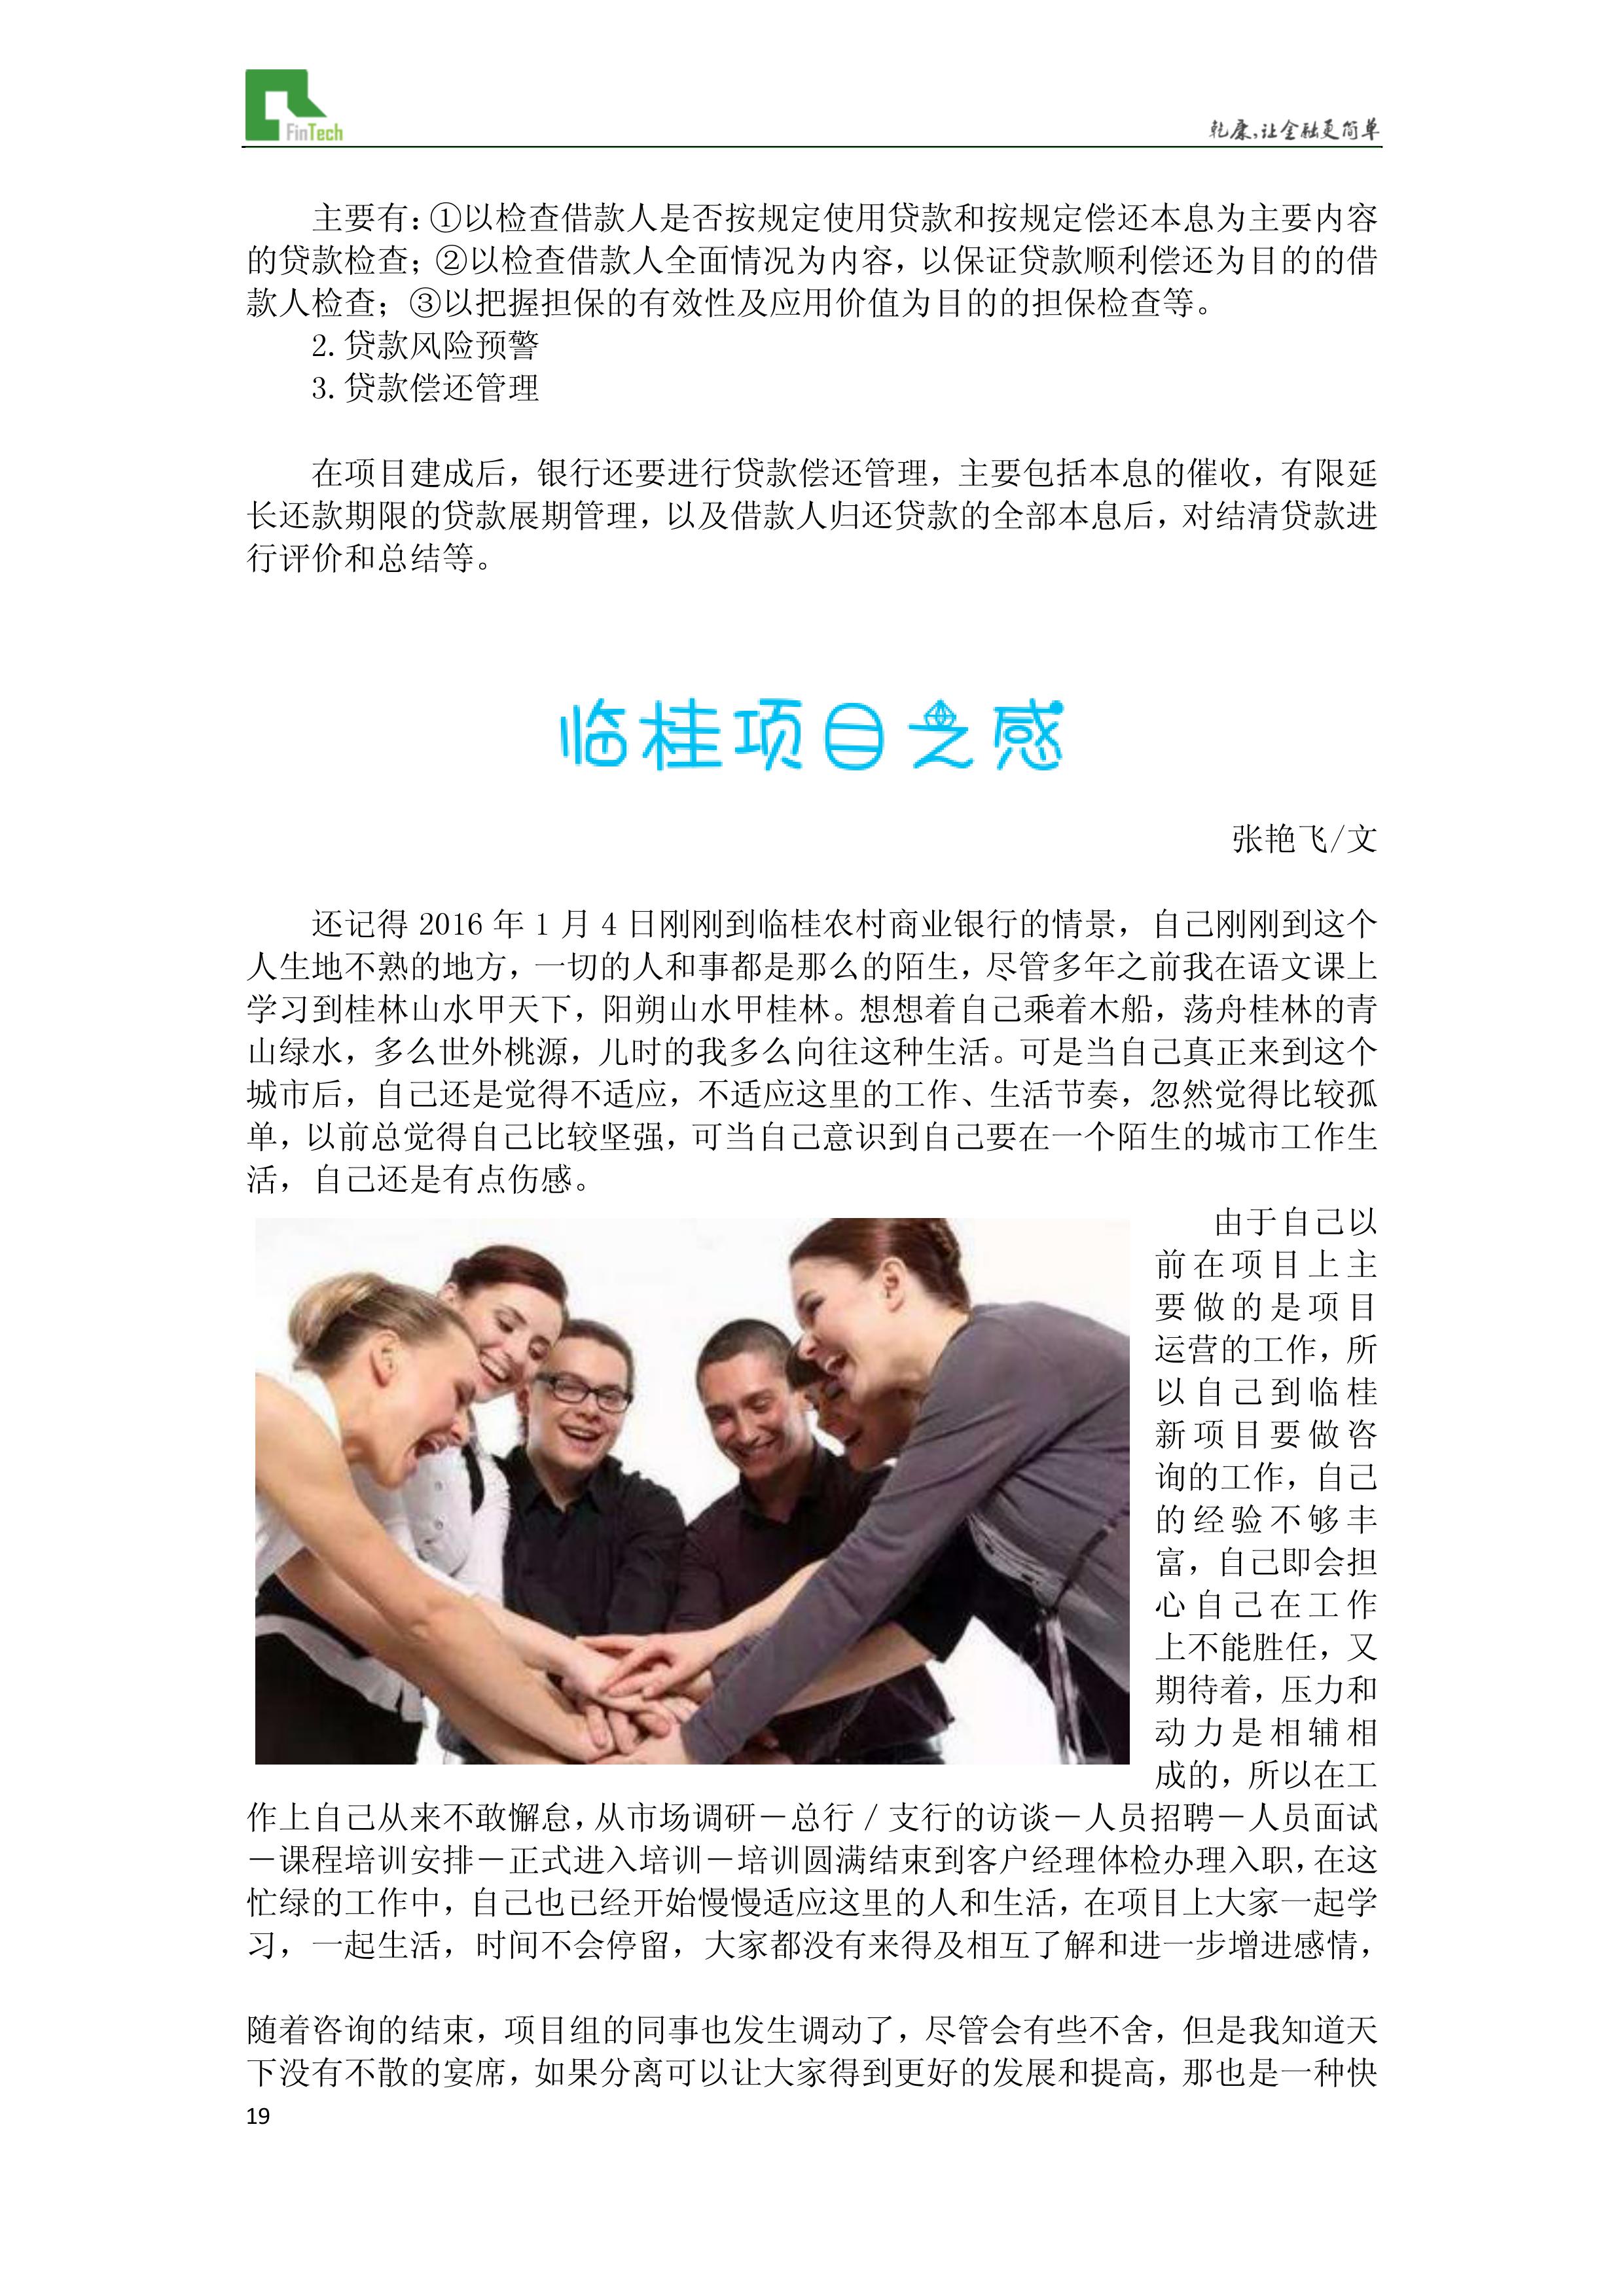 FinTech
乾康,让金融更简单
主要有：①以检查借款人是否按规定使用贷款和按规定偿还本息为主要内容
的贷款检查；②以检查借款人全面情况为内容，以保证贷款顺利偿还为目的的借
款人检查；③以把握担保的有效性及应用价值为目的的担保检查等。
2.贷款风险预警
3.贷款偿还管理
在项目建成后，银行还要进行贷款偿还管理，主要包括本息的催收，有限延
长还款期限的贷款展期管理，以及借款人归还贷款的全部本息后，对结清贷款进
行评价和总结等。
临桂项目之感
张艳飞/文
还记得 2016 年 1 月 4 日刚刚到临桂农村商业银行的情景，自己刚刚到这个
人生地不熟的地方，一切的人和事都是那么的陌生，尽管多年之前我在语文课上
学习到桂林山水甲天下，阳朔山水甲桂林。想想着自己乘着木船，荡舟桂林的青
山绿水，多么世外桃源，儿时的我多么向往这种生活。可是当自己真正来到这个
城市后，自己还是觉得不适应，不适应这里的工作、生活节奏，忽然觉得比较孤
单，以前总觉得自己比较坚强，可当自己意识到自己要在一个陌生的城市工作生
活，自己还是有点伤感。
由于自己以
前在项目上主
要做的是项目
运营的工作，所
以自己到临桂
新项目要做咨
询的工作，自己
的经验不够丰
富，自己即会担
心自己在工作
上不能胜任，又
期待着，压力和
动力是相辅相
成的，所以在工
作上自己从来不敢懈怠，从市场调研－总行／支行的访谈－人员招聘－人员面试
－课程培训安排－正式进入培训－培训圆满结束到客户经理体检办理入职，在这
忙绿的工作中，自己也已经开始慢慢适应这里的人和生活，在项目上大家一起学
习，一起生活，时间不会停留，大家都没有来得及相互了解和进一步增进感情，
随着咨询的结束，项目组的同事也发生调动了，尽管会有些不舍，但是我知道天
下没有不散的宴席，如果分离可以让大家得到更好的发展和提高，那也是一种快
19